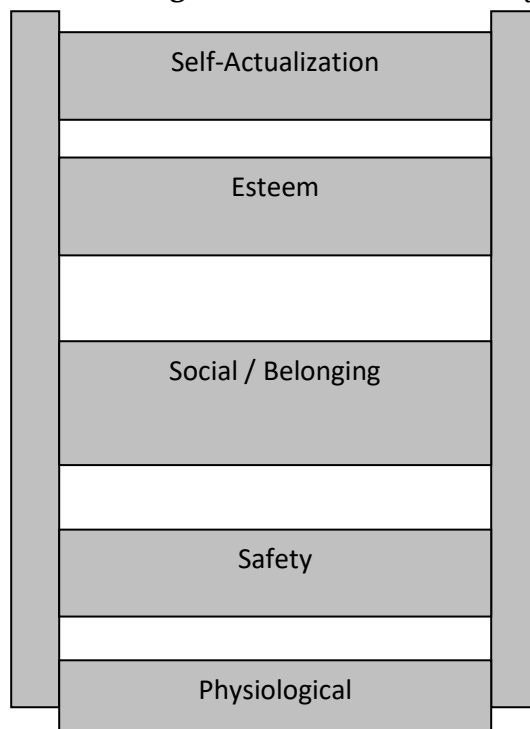 Self-Actualization
Esteem
Social / Belonging
Safety
Physiological